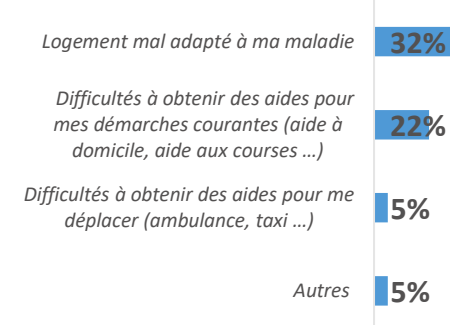 Logement mal adapté à ma maladie 32%
Difficultés à obtenir des aides pour
mes démarches courantes (aide à
domicile, aide aux courses …) 22%
Difficultés à obtenir des aides pour me
déplacer (ambulance, taxi …) 5%
Autres 5%